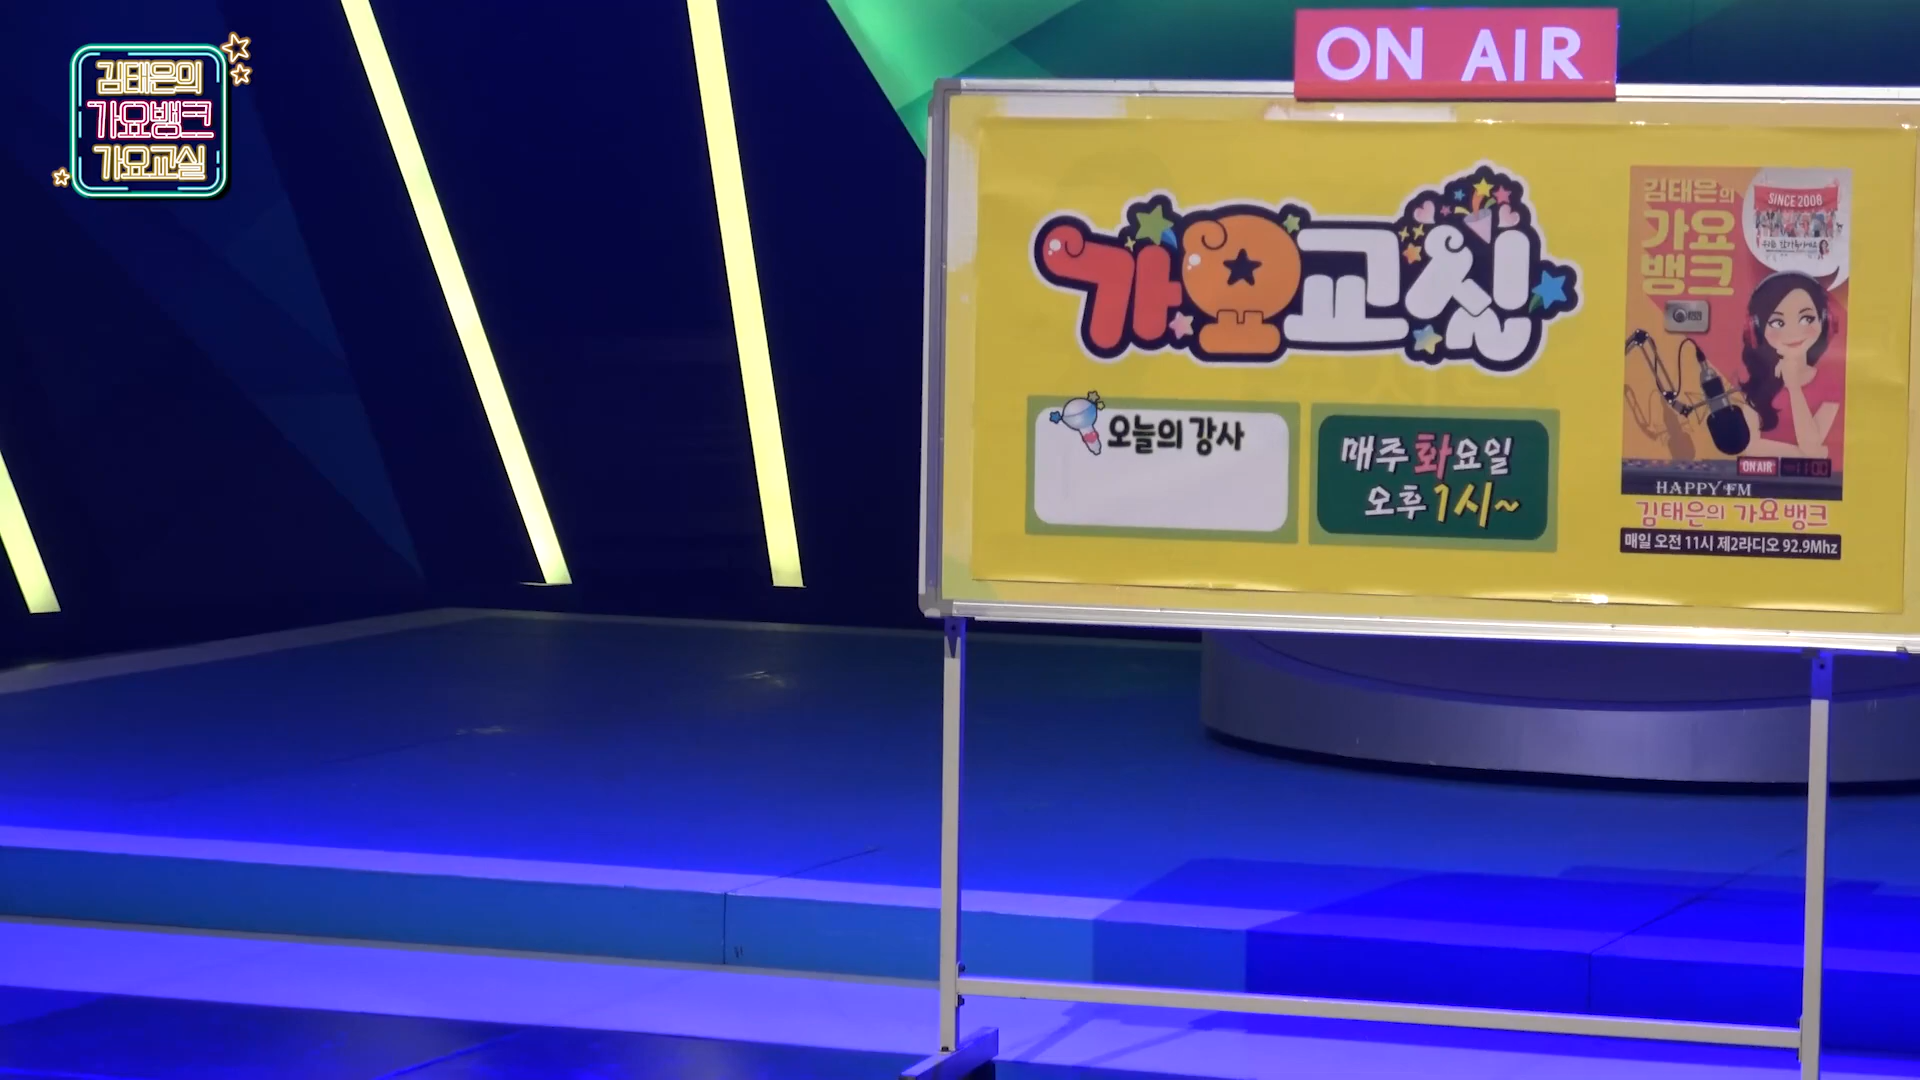 김태은의
가요뱅크
가요교실
ON AIR
가요교실
오늘의 강사
매주 화요일
오후 1시~
김태은의
가요
뱅크
SINCE 2006
ON AIR
11:00
HAPPY FM
김태은의 가요뱅크
매일 오전 11시 제2라디오 92.9Mhz